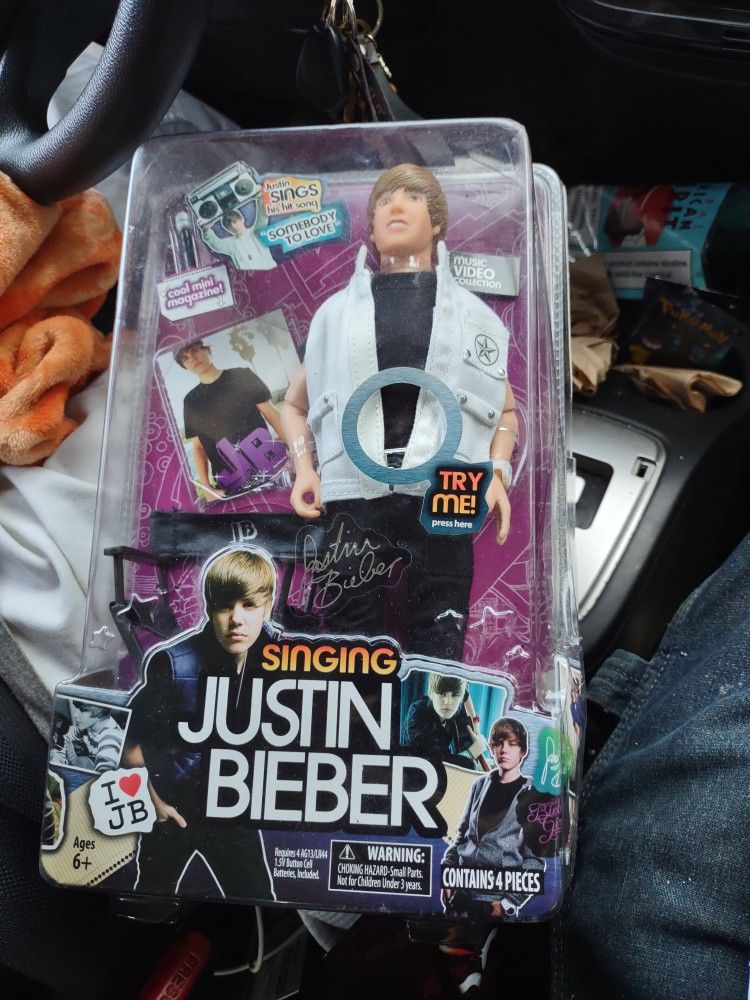 Justin
SINGS
his hit song
"SOMEBODY
TO LOVE"
cool mini
magazine!
MUSIC
VIDEO
COLLECTION
JB
TRY
ME!
press here
JB
Justin
Bieber
SINGING
JUSTIN
BIEBER
I ♥
JB
Ages
6+
Requires 4 AG13/LR44
1.5V Button Cell
Batteries, Included.
WARNING:
CHOKING HAZARD-Small Parts.
Not for Children Under 3 years.
CONTAINS 4 PIECES
POKéMON
PRESS